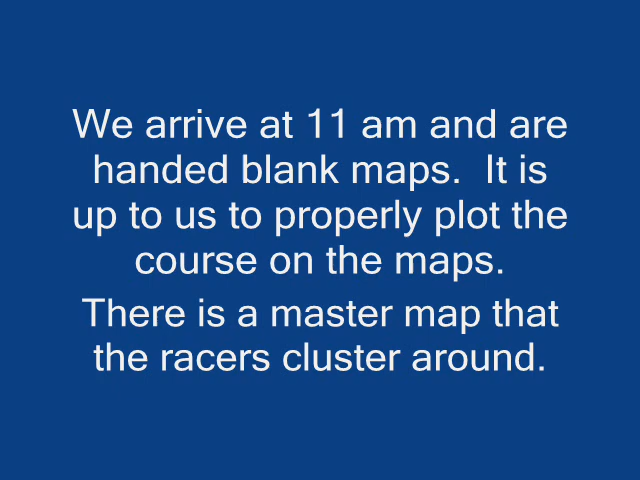 We arrive at 11 am and are
handed blank maps.  It is
up to us to properly plot the
course on the maps.
There is a master map that
the racers cluster around.